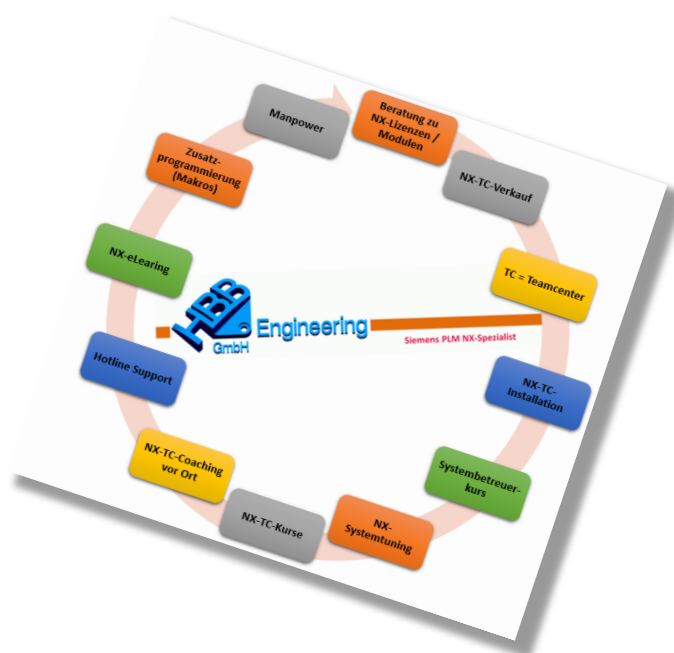 Beratung zu
NX-Lizenzen /
Modulen
NX-TC-Verkauf
TC = Teamcenter
NX-TC-
Installation
Systembetreuer-
kurs
NX-
Systemtuning
NX-TC-Kurse
NX-TC-Coaching
vor Ort
Hotline Support
NX-eLearing
Zusatz-
programmierung
(Makros)
Manpower
HBB
Engineering
GmbH
Siemens PLM NX-Spezialist